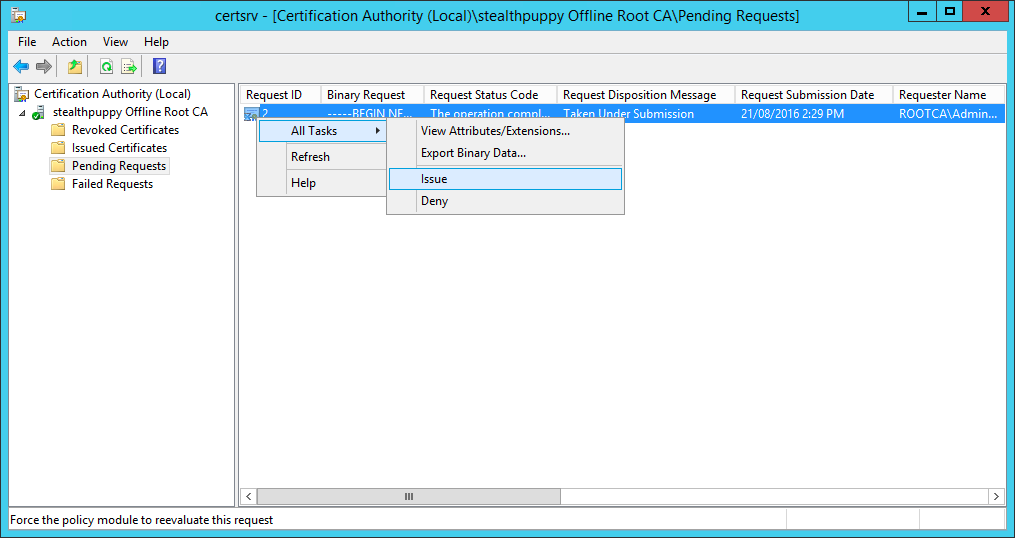 certsrv - [Certification Authority (Local)\stealthpuppy Offline Root CA\Pending Requests]
File Action View Help
Certification Authority (Local)
stealthpuppy Offline Root CA
Revoked Certificates
Issued Certificates
Pending Requests
Failed Requests
Request ID Binary Request Request Status Code Request Disposition Message Request Submission Date Requester Name
2 -----BEGIN NE... The operation compl... Taken Under Submission 21/08/2016 2:29 PM ROOTCA\Admin...
All Tasks
Refresh
Help
View Attributes/Extensions...
Export Binary Data...
Issue
Deny
Force the policy module to reevaluate this request